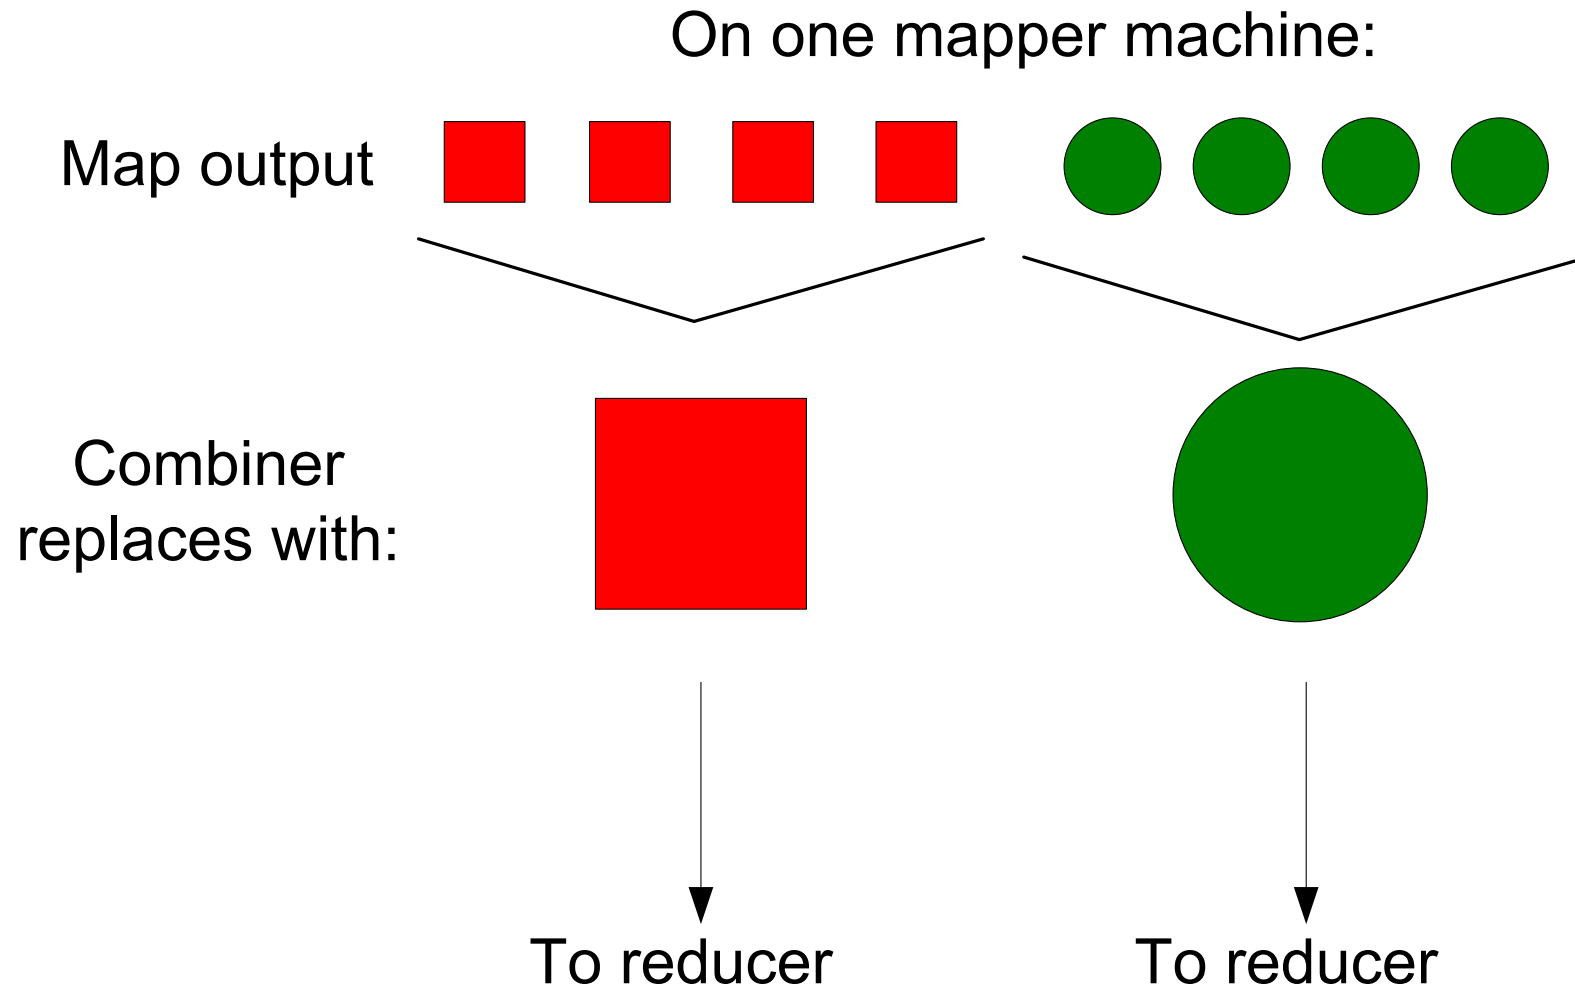 On one mapper machine:
Map output
Combiner
replaces with:
To reducer
To reducer